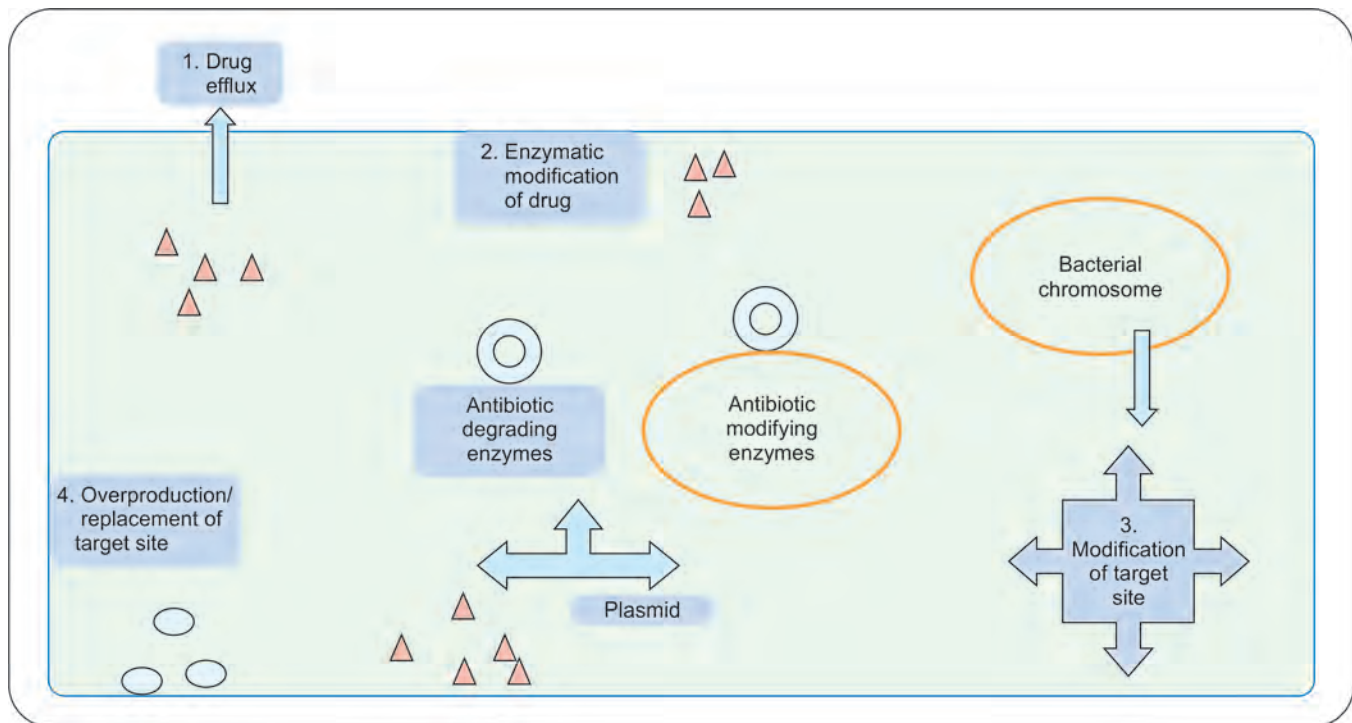 1. Drug
efflux
2. Enzymatic
modification
of drug
Bacterial
chromosome
Antibiotic
degrading
enzymes
Antibiotic
modifying
enzymes
4. Overproduction/
replacement of
target site
3.
Modification
of target
site
Plasmid